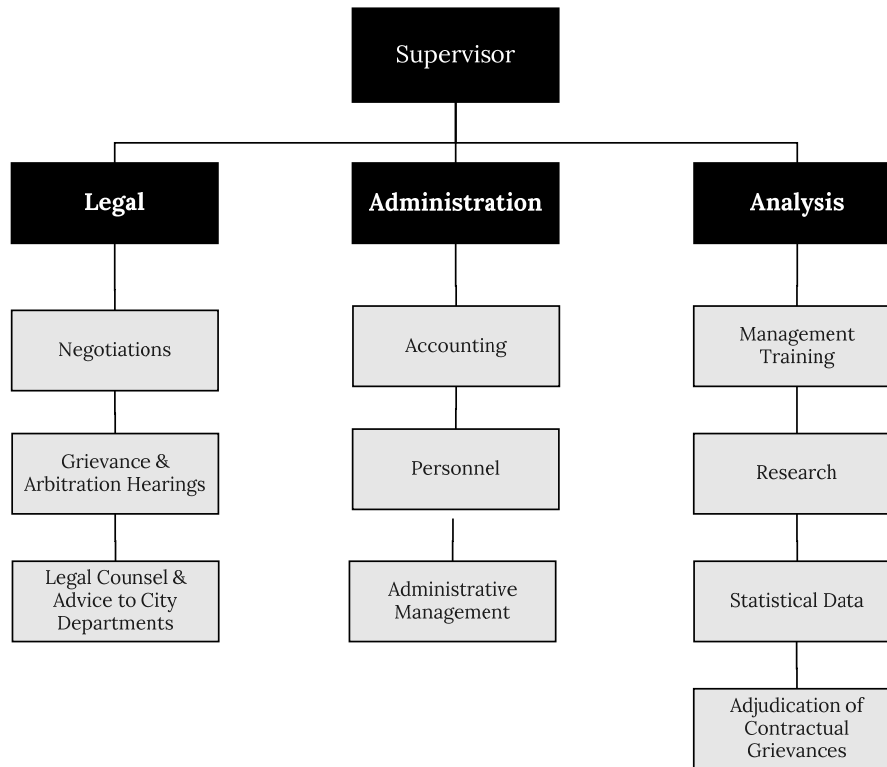 Supervisor
Legal
Administration
Analysis
Negotiations
Accounting
Management
Training
Grievance &
Arbitration Hearings
Personnel
Research
Legal Counsel &
Advice to City
Departments
Administrative
Management
Statistical Data
Adjudication of
Contractual
Grievances